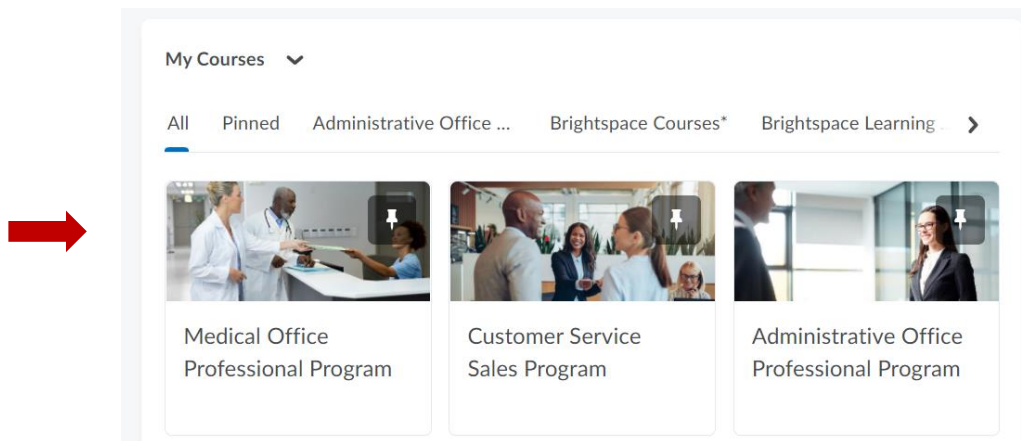 My Courses
All Pinned Administrative Office ... Brightspace Courses* Brightspace Learning ...
Medical Office
Professional Program
Customer Service
Sales Program
Administrative Office
Professional Program